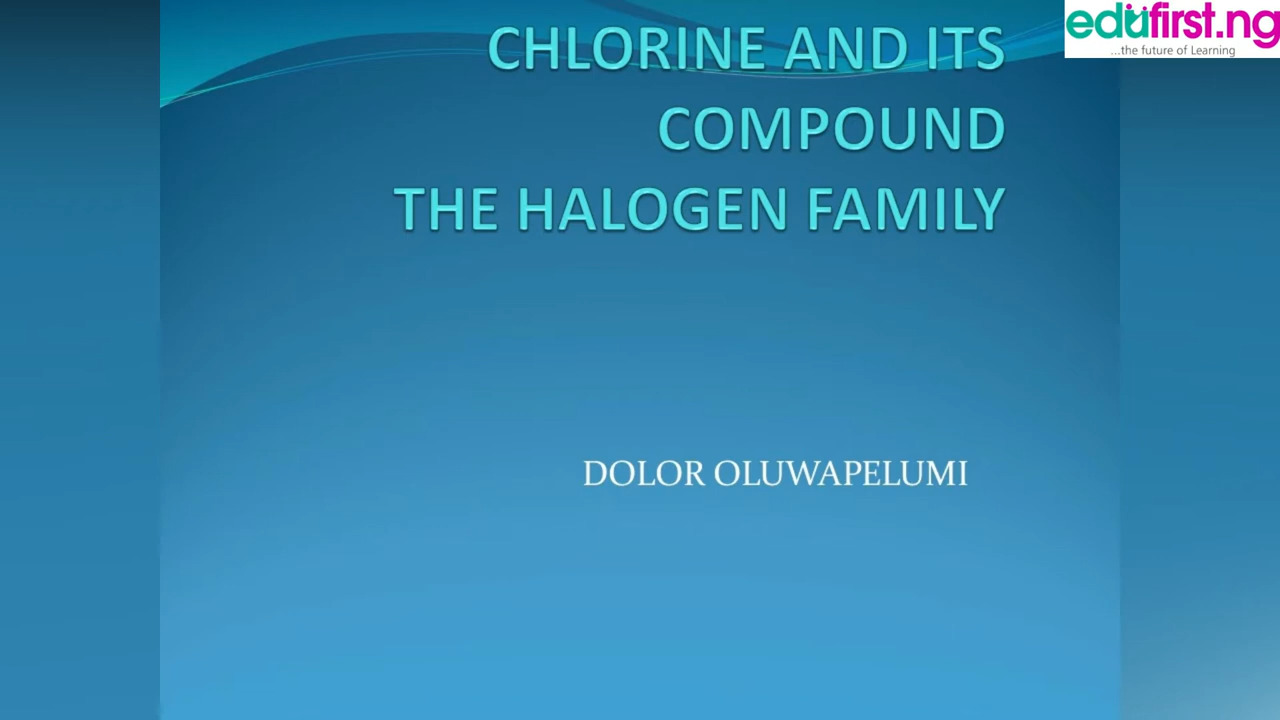 edufirst.ng
...the future of Learning
CHLORINE AND ITS
COMPOUND
THE HALOGEN FAMILY
DOLOR OLUWAPELUMI